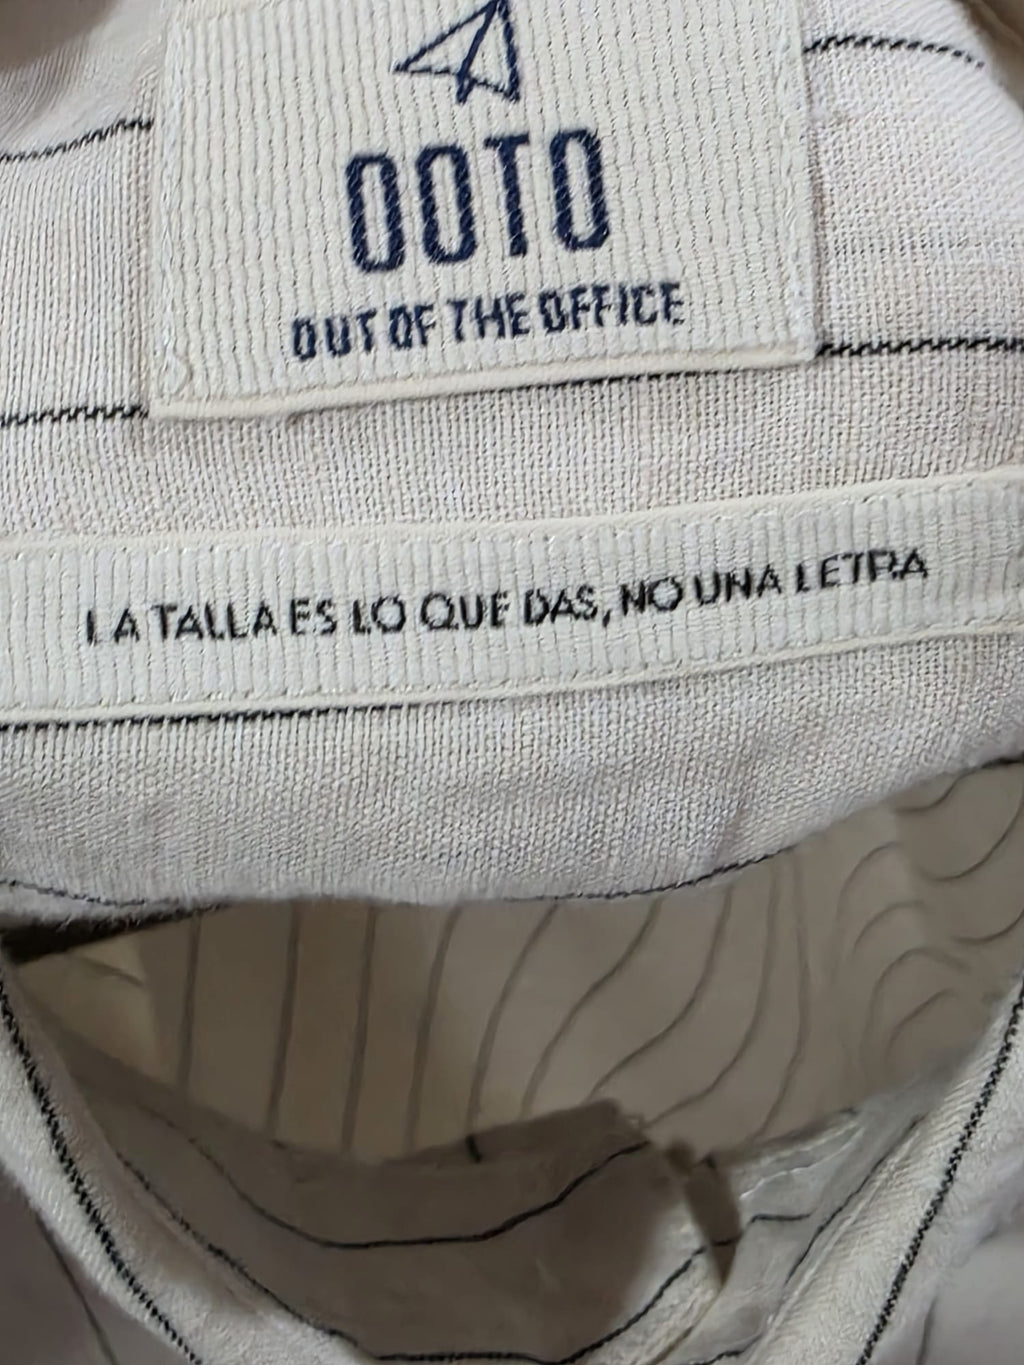 OOTO
OUT OF THE OFFICE
LA TALLA ES LO QUE DAS, NO UNA LETRA